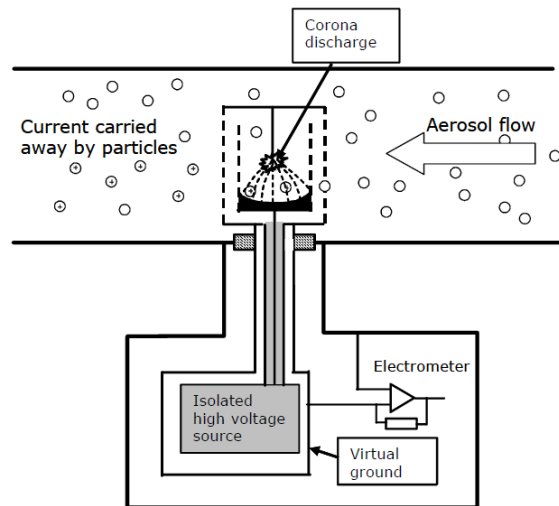 Corona
discharge
Current carried
away by particles
Aerosol flow
Electrometer
Isolated
high voltage
source
Virtual
ground